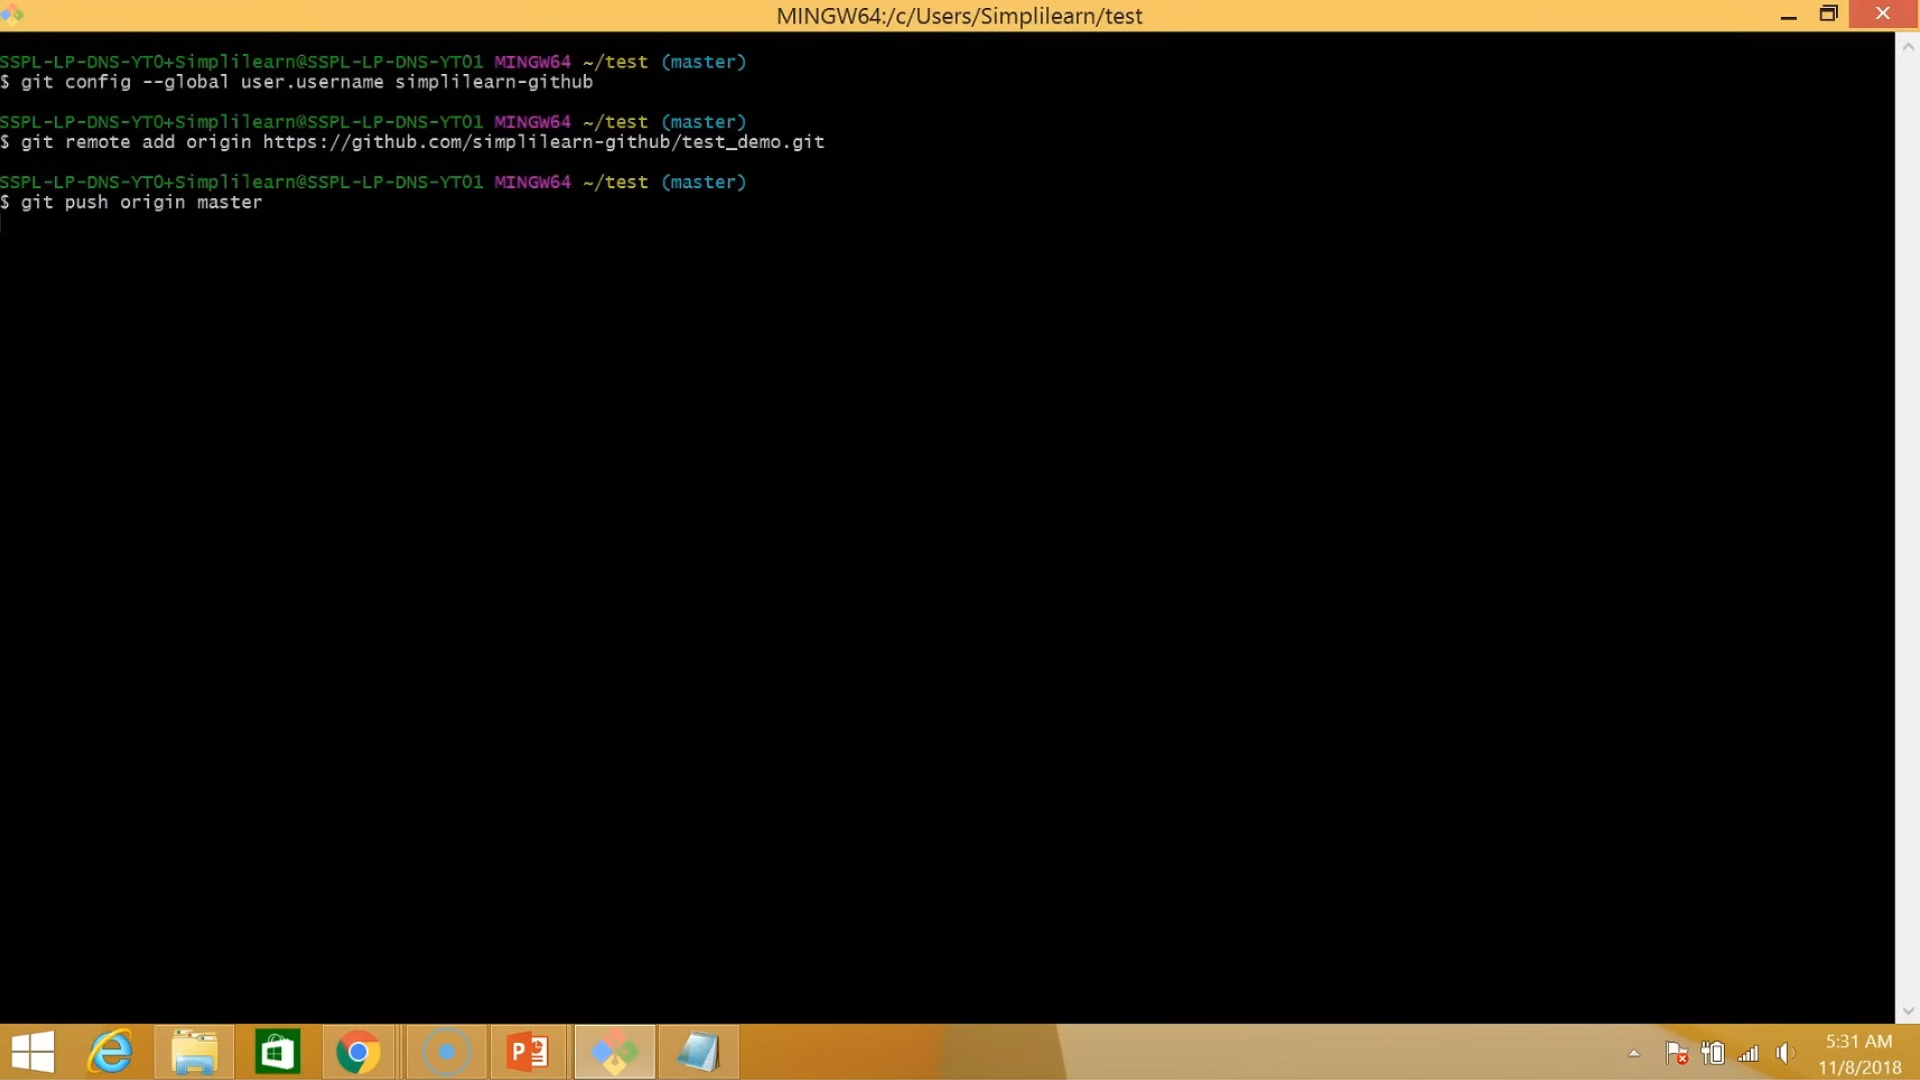 MINGW64:/c/Users/Simplilearn/test
SSPL-LP-DNS-YT0+Simplilearn@SSPL-LP-DNS-YT01 MINGW64 ~/test (master)
$ git config --global user.username simplilearn-github
SSPL-LP-DNS-YT0+Simplilearn@SSPL-LP-DNS-YT01 MINGW64 ~/test (master)
$ git remote add origin https://github.com/simplilearn-github/test_demo.git
SSPL-LP-DNS-YT0+Simplilearn@SSPL-LP-DNS-YT01 MINGW64 ~/test (master)
$ git push origin master
5:31 AM
11/8/2018